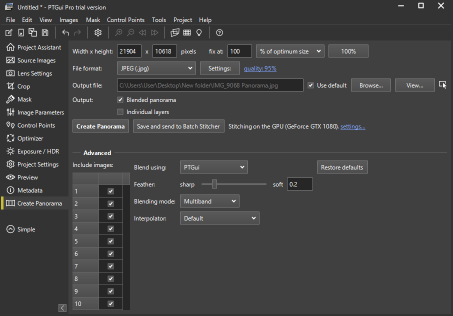 Untitled * - PTGui Pro trial version
File Edit View Images Mask Control Points Tools Project Help
Project Assistant
Source Images
Lens Settings
Crop
Mask
Image Parameters
Control Points
Optimizer
Exposure / HDR
Project Settings
Preview
Metadata
Create Panorama
Simple
Width x height: 21904 x 10618 pixels fix at 100 % of optimum size 100%
File format: JPEG (.jpg) Settings: quality: 95%
Output file: C:\Users\User\Desktop\New folder\IMG_9068 Panorama.jpg Use default Browse... View...
Output: Blended panorama
Individual layers
Create Panorama Save and send to Batch Stitcher Stitching on the GPU (GeForce GTX 1080). settings...
Advanced
Include images:
1
2
3
4
5
6
7
8
9
10
Blend using: PTGui Restore defaults
Feather: sharp soft 0.2
Blending mode: Multiband
Interpolator: Default